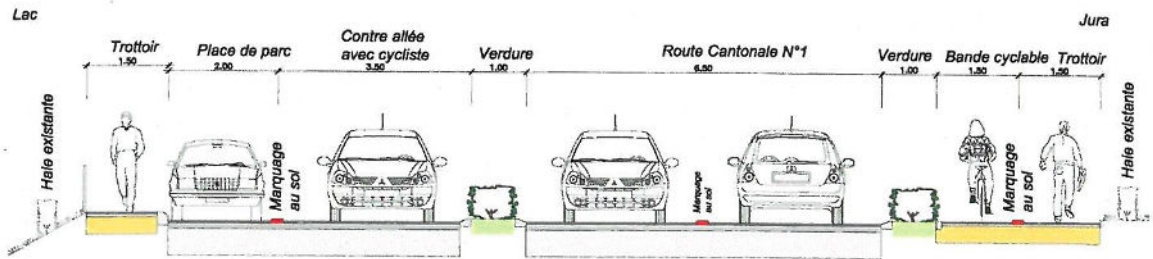 Lac
Jura
Trottoir
1.50
Place de parc
2.00
Contre allée
avec cycliste
3.50
Verdure
1.00
Route Cantonale N°1
6.50
Verdure
1.00
Bande cyclable
1.50
Trottoir
1.50
Haie existante
Marquage
au sol
Marquage
au sol
Marquage
au sol
Haie existante